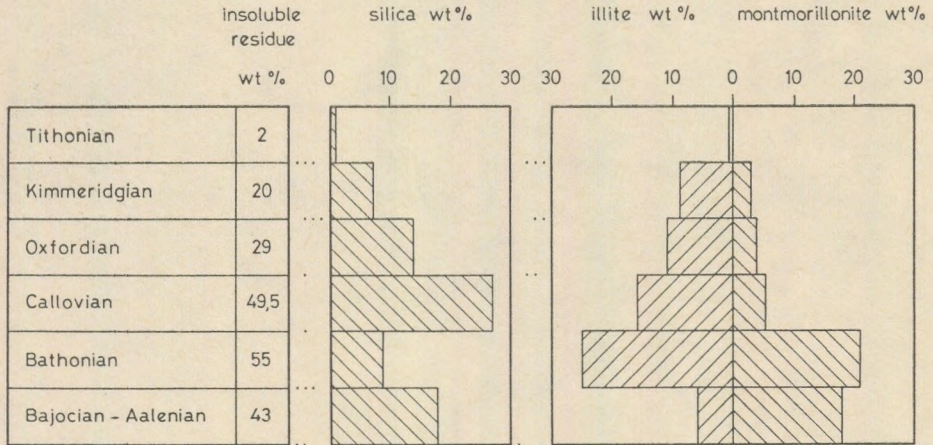 insoluble residue wt %
silica wt%
illite wt %
montmorillonite wt%
0 10 20 30
30 20 10 0 10 20 30
Tithonian 2
Kimmeridgian 20
Oxfordian 29
Callovian 49,5
Bathonian 55
Bajocian - Aalenian 43